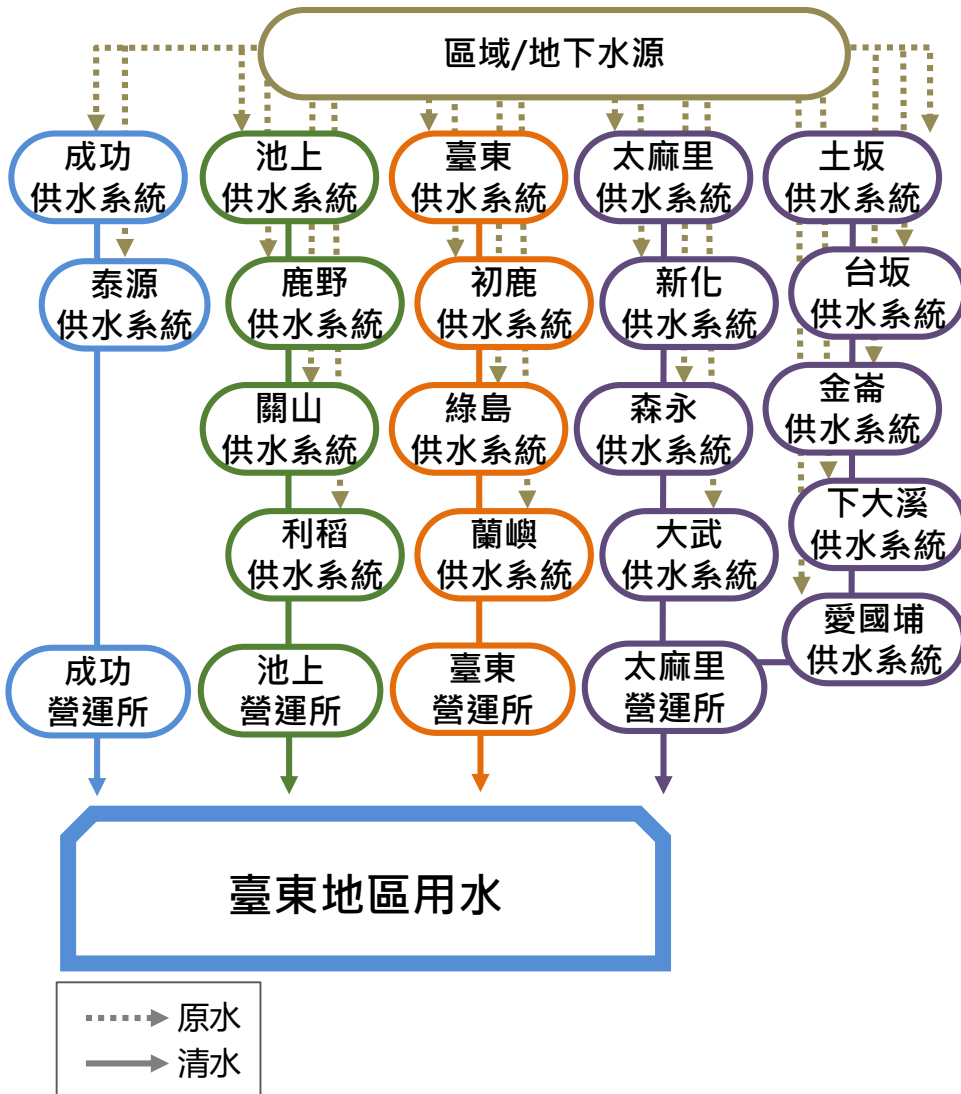 區域/地下水源
成功
供水系統
池上
供水系統
臺東
供水系統
太麻里
供水系統
土坂
供水系統
泰源
供水系統
鹿野
供水系統
初鹿
供水系統
新化
供水系統
台坂
供水系統
關山
供水系統
綠島
供水系統
森永
供水系統
金崙
供水系統
利稻
供水系統
蘭嶼
供水系統
大武
供水系統
下大溪
供水系統
愛國埔
供水系統
成功
營運所
池上
營運所
臺東
營運所
太麻里
營運所
臺東地區用水
原水
清水